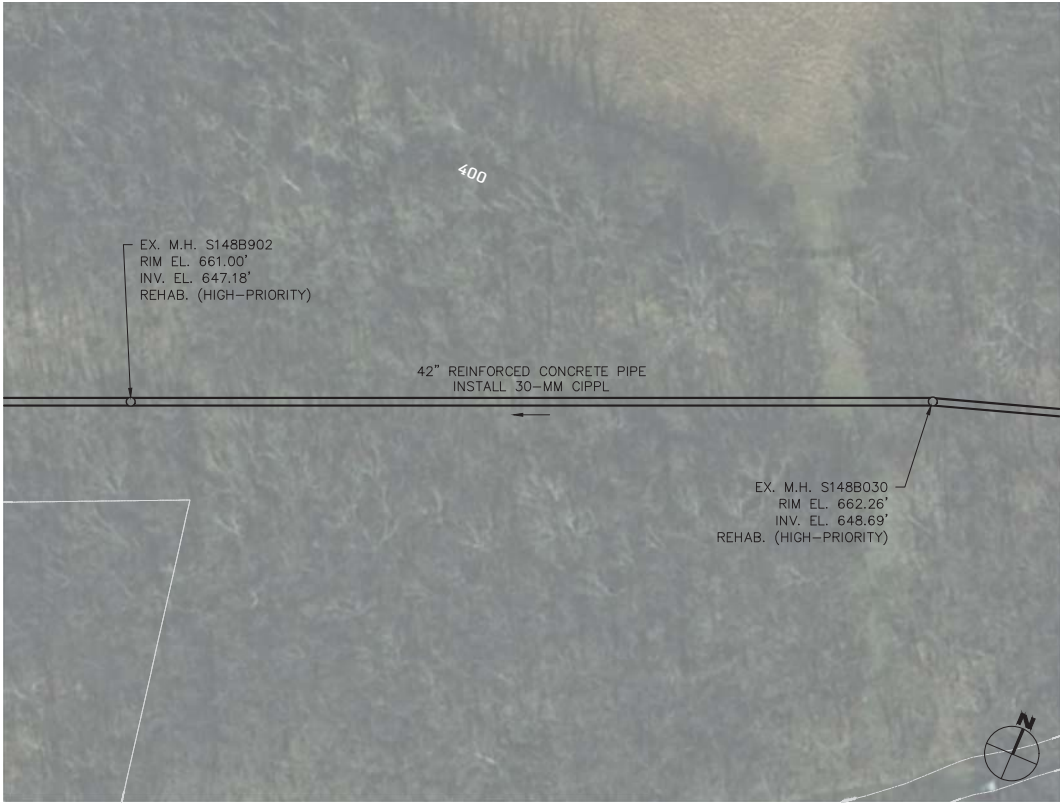 400
EX. M.H. S148B902
RIM EL. 661.00'
INV. EL. 647.18'
REHAB. (HIGH-PRIORITY)
42" REINFORCED CONCRETE PIPE
INSTALL 30-MM CIPPL
EX. M.H. S148B030
RIM EL. 662.26'
INV. EL. 648.69'
REHAB. (HIGH-PRIORITY)
N